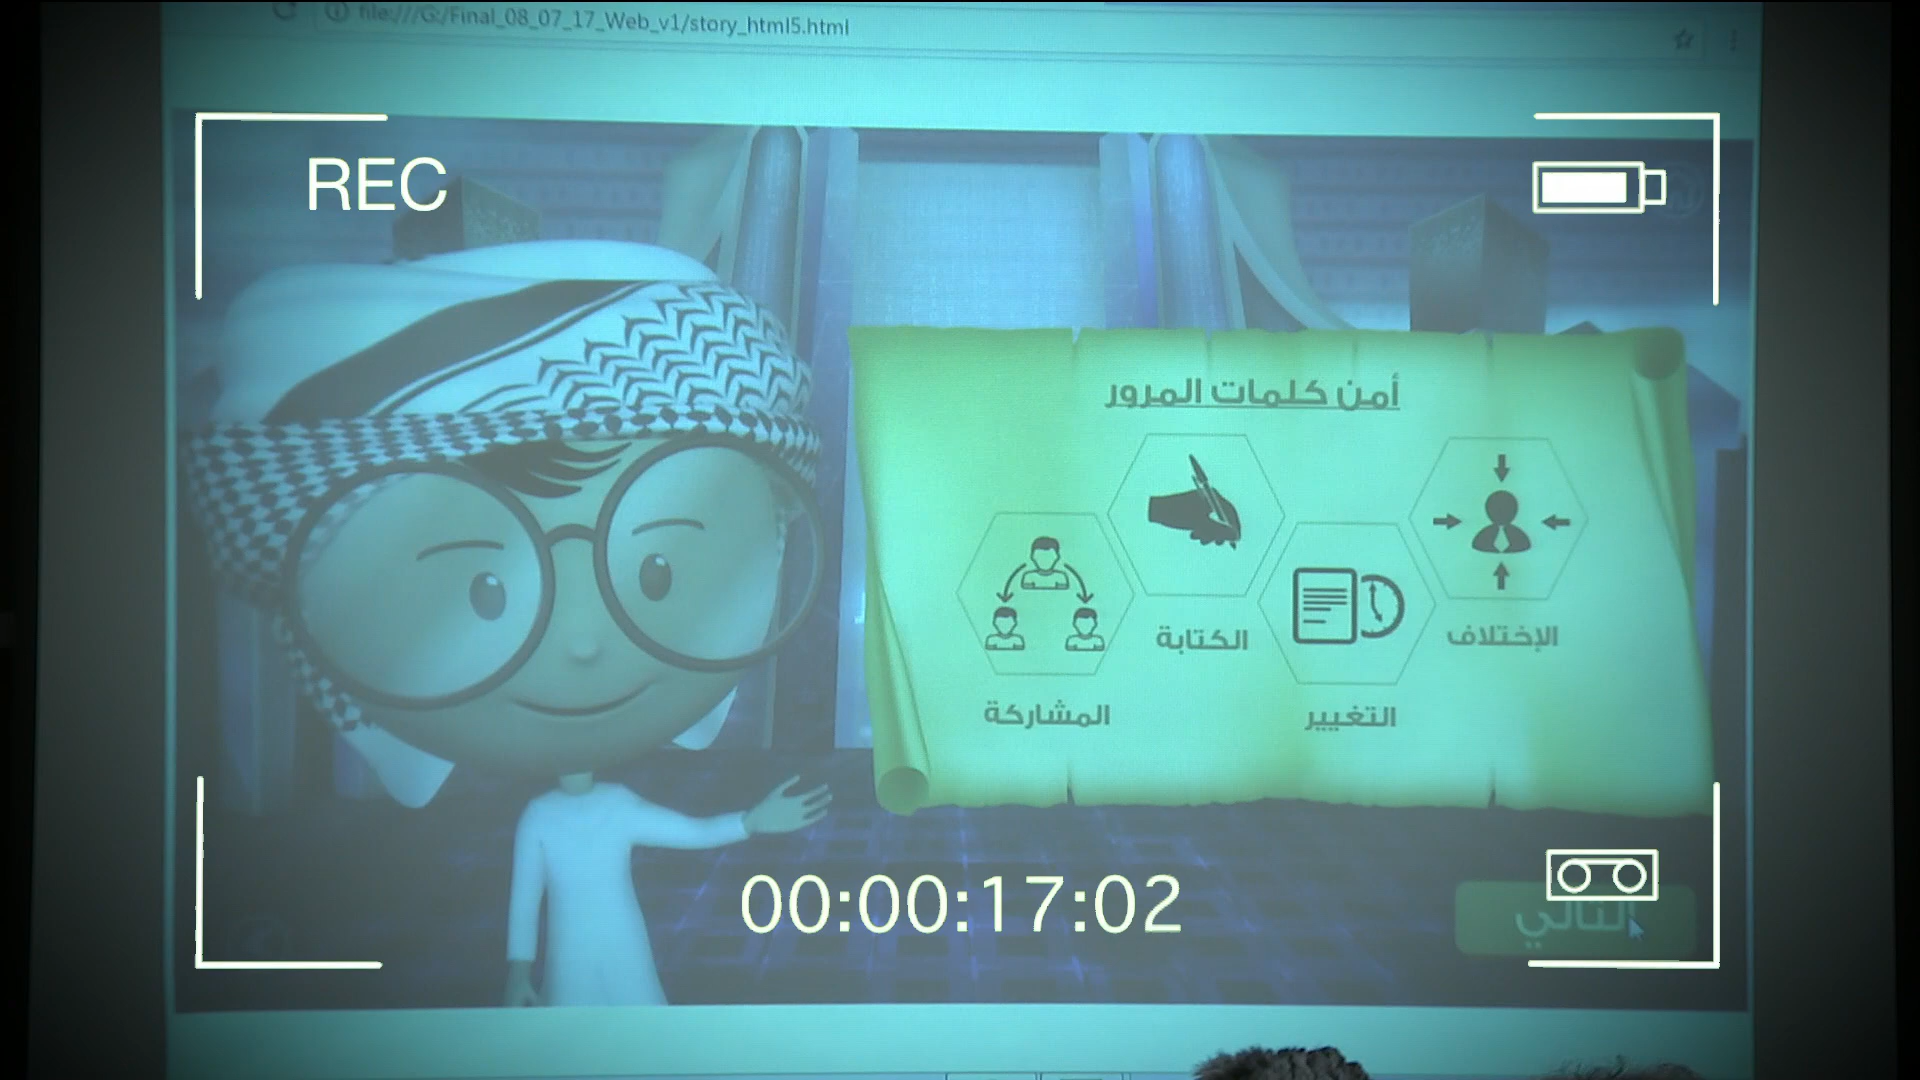 file:///G:/Final_08_07_17_Web_v1/story_html5.html
REC
أمن كلمات المرور
الإختلاف
الكتابة
التغيير
المشاركة
00:00:17:02
التالي